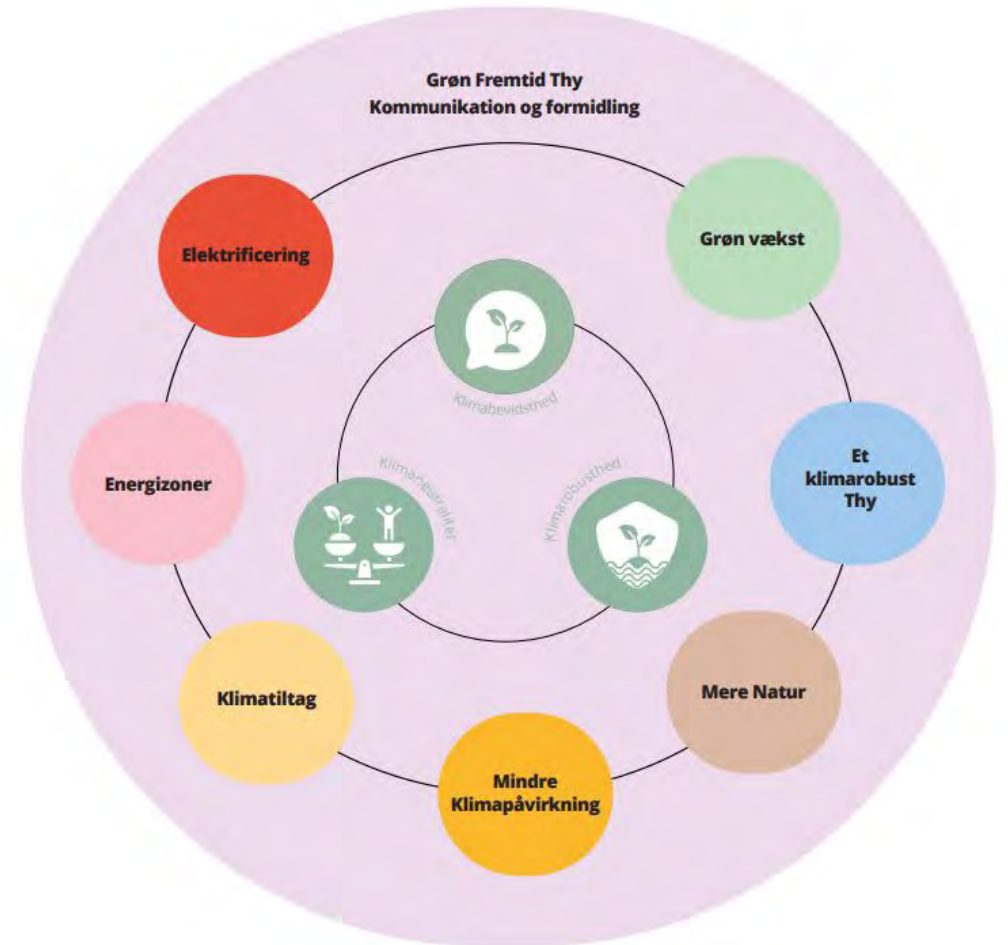 Grøn Fremtid Thy
Kommunikation og formidling
Elektrificering
Grøn vækst
Klimabevidsthed
Energizoner
Klimaneutralitet
Klimarobusthed
Et
klimarobust
Thy
Klimatiltag
Mere Natur
Mindre
Klimapåvirkning